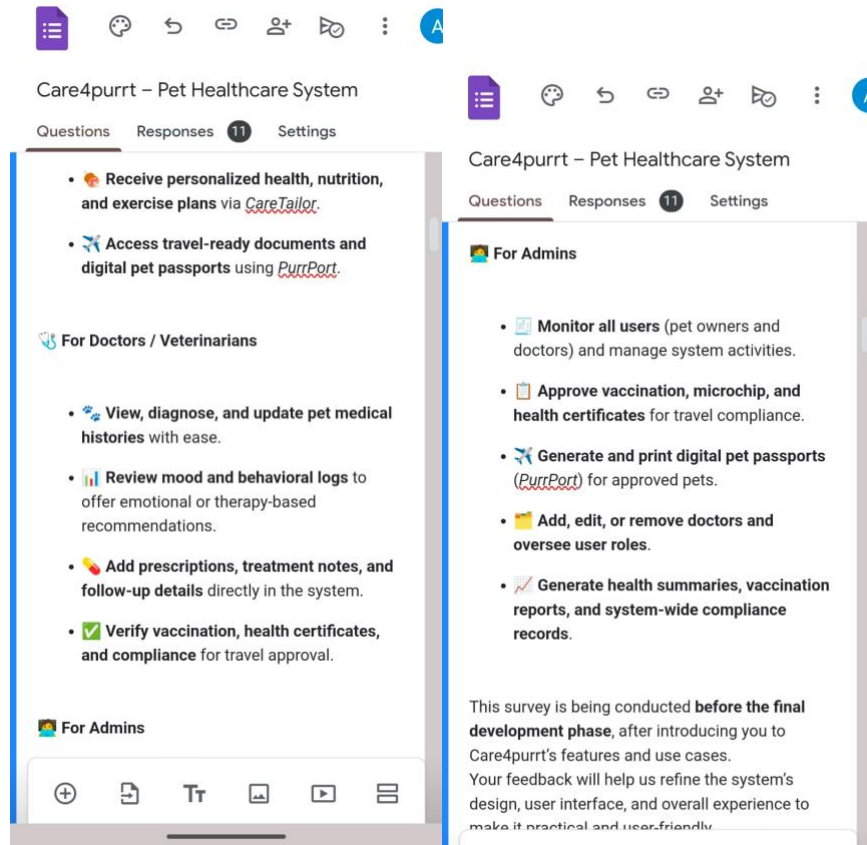 Care4purrt – Pet Healthcare System
Questions Responses 11 Settings
• 🍖 Receive personalized health, nutrition,
and exercise plans via CareTailor.
• ✈️ Access travel-ready documents and
digital pet passports using PurrPort.
🩺 For Doctors / Veterinarians
• 🐾 View, diagnose, and update pet medical
histories with ease.
• 📊 Review mood and behavioral logs to
offer emotional or therapy-based
recommendations.
• 💊 Add prescriptions, treatment notes, and
follow-up details directly in the system.
• ✅ Verify vaccination, health certificates,
and compliance for travel approval.
🧑‍💻 For Admins
Tт
A
Care4purrt – Pet Healthcare System
Questions Responses 11 Settings
🧑‍💻 For Admins
• 🧾 Monitor all users (pet owners and
doctors) and manage system activities.
• 📋 Approve vaccination, microchip, and
health certificates for travel compliance.
• ✈️ Generate and print digital pet passports
(PurrPort) for approved pets.
• 🗂️ Add, edit, or remove doctors and
oversee user roles.
• 📈 Generate health summaries, vaccination
reports, and system-wide compliance
records.
This survey is being conducted before the final
development phase, after introducing you to
Care4purrt's features and use cases.
Your feedback will help us refine the system's
design, user interface, and overall experience to
make it practical and user-friendly